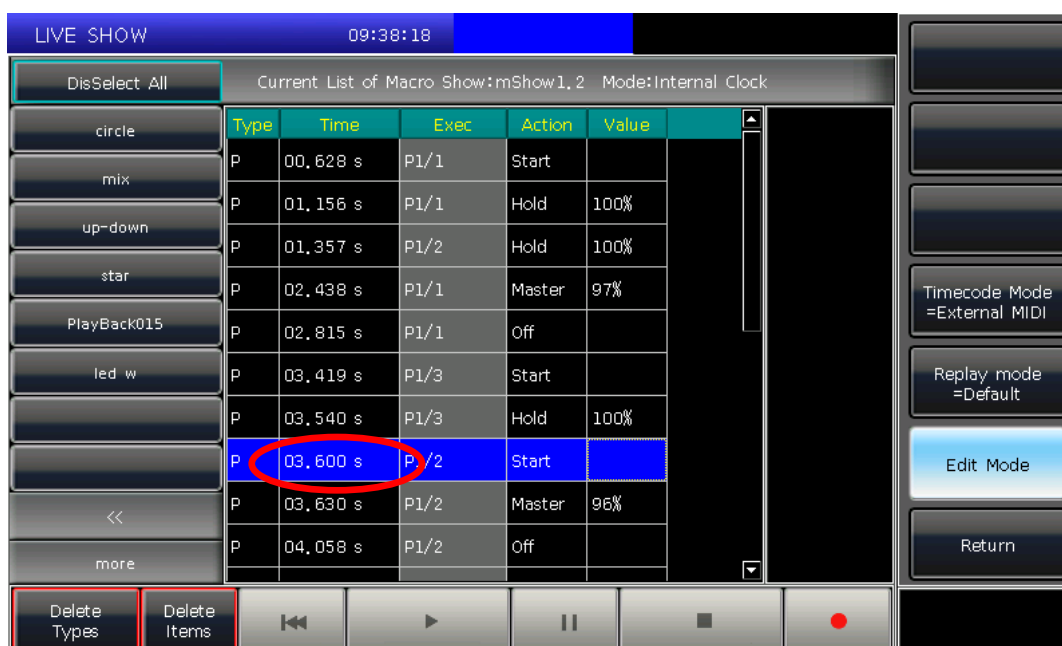 LIVE SHOW 09:38:18
DisSelect All Current List of Macro Show:mShow1.2 Mode:Internal Clock
circle
mix
up-down
star
PlayBack015
led w
<<
more
Type Time Exec Action Value
P 00.628 s P1/1 Start
P 01.156 s P1/1 Hold 100%
P 01.357 s P1/2 Hold 100%
P 02.438 s P1/1 Master 97%
P 02.815 s P1/1 Off
P 03.419 s P1/3 Start
P 03.540 s P1/3 Hold 100%
P 03.600 s P1/2 Start
P 03.630 s P1/2 Master 96%
P 04.058 s P1/2 Off
Timecode Mode
=External MIDI
Replay mode
=Default
Edit Mode
Return
Delete
Types
Delete
Items